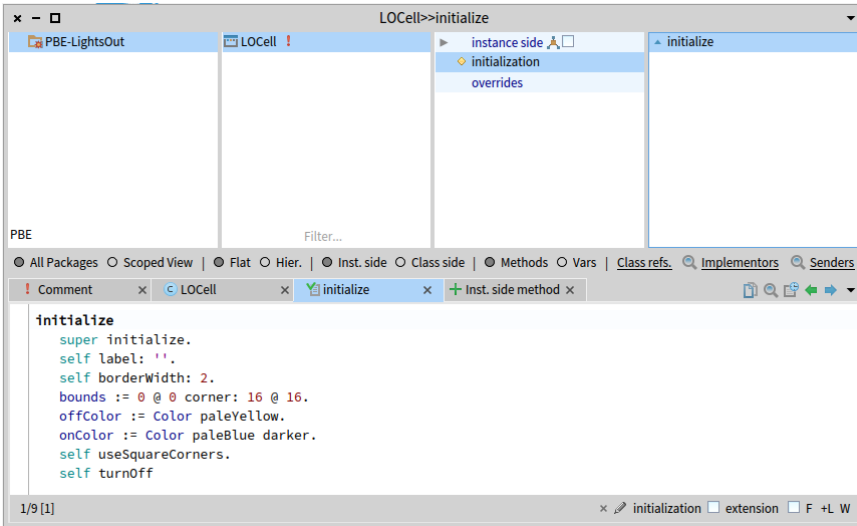 LOCell>>initialize
PBE-LightsOut
LOCell !
instance side
initialize
initialization
overrides
PBE
Filter...
All Packages Scoped View | Flat Hier. | Inst. side Class side | Methods Vars | Class refs. Implementors Senders
! Comment × C LOCell × Y initialize × + Inst. side method ×
initialize
super initialize.
self label: ''.
self borderWidth: 2.
bounds := 0 @ 0 corner: 16 @ 16.
offColor := Color paleYellow.
onColor := Color paleBlue darker.
self useSquareCorners.
self turnOff
1/9 [1] × initialization extension F +L W